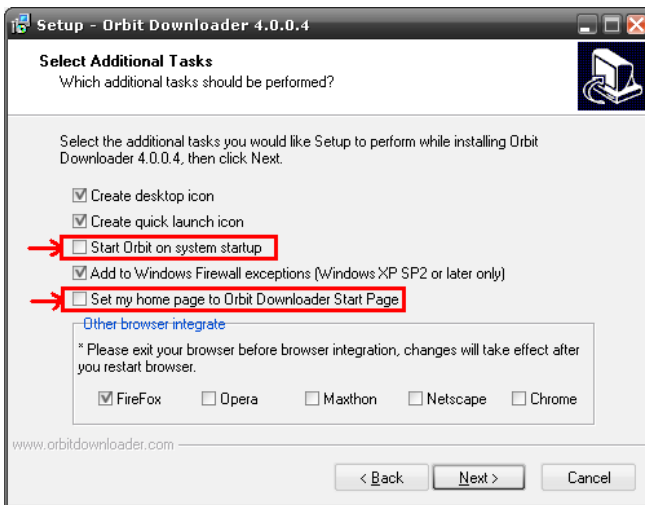 Setup - Orbit Downloader 4.0.0.4
Select Additional Tasks
Which additional tasks should be performed?
Select the additional tasks you would like Setup to perform while installing Orbit
Downloader 4.0.0.4, then click Next.
Create desktop icon
Create quick launch icon
Start Orbit on system startup
Add to Windows Firewall exceptions (Windows XP SP2 or later only)
Set my home page to Orbit Downloader Start Page
Other browser integrate
* Please exit your browser before browser integration, changes will take effect after
you restart browser.
FireFox Opera Maxthon Netscape Chrome
www.orbitdownloader.com
< Back Next > Cancel